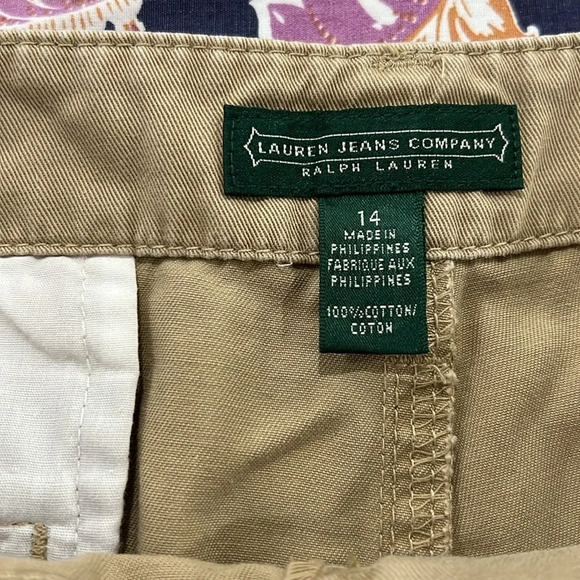 LAUREN JEANS COMPANY
RALPH LAUREN
14
MADE IN
PHILIPPINES
FABRIQUE AUX
PHILIPPINES
100% COTTON/
COTON